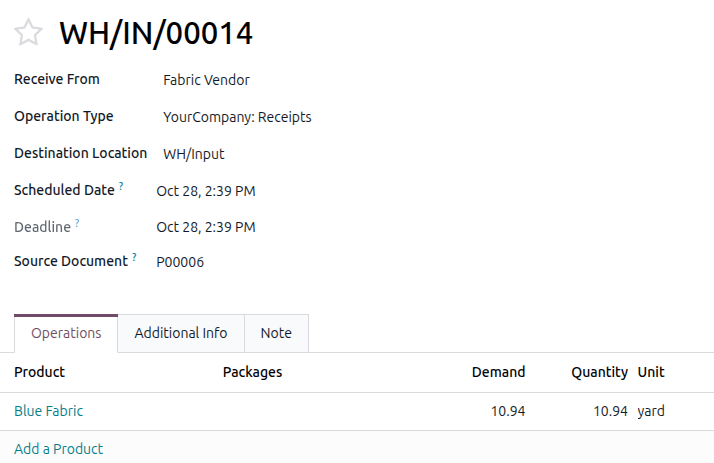 WH/IN/00014
Receive From Fabric Vendor
Operation Type YourCompany: Receipts
Destination Location WH/Input
Scheduled Date ? Oct 28, 2:39 PM
Deadline ? Oct 28, 2:39 PM
Source Document ? P00006
Operations Additional Info Note
Product Packages Demand Quantity Unit
Blue Fabric 10.94 10.94 yard
Add a Product